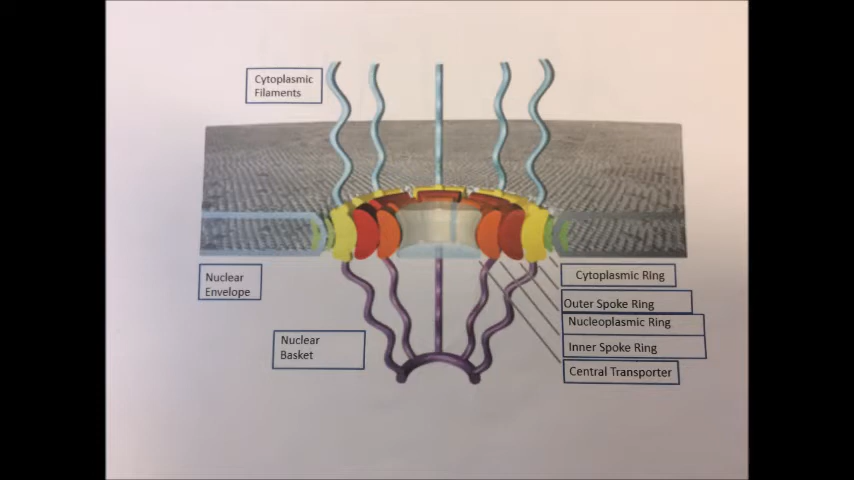 Cytoplasmic
Filaments
Nuclear
Envelope
Cytoplasmic Ring
Outer Spoke Ring
Nucleoplasmic Ring
Nuclear
Basket
Inner Spoke Ring
Central Transporter